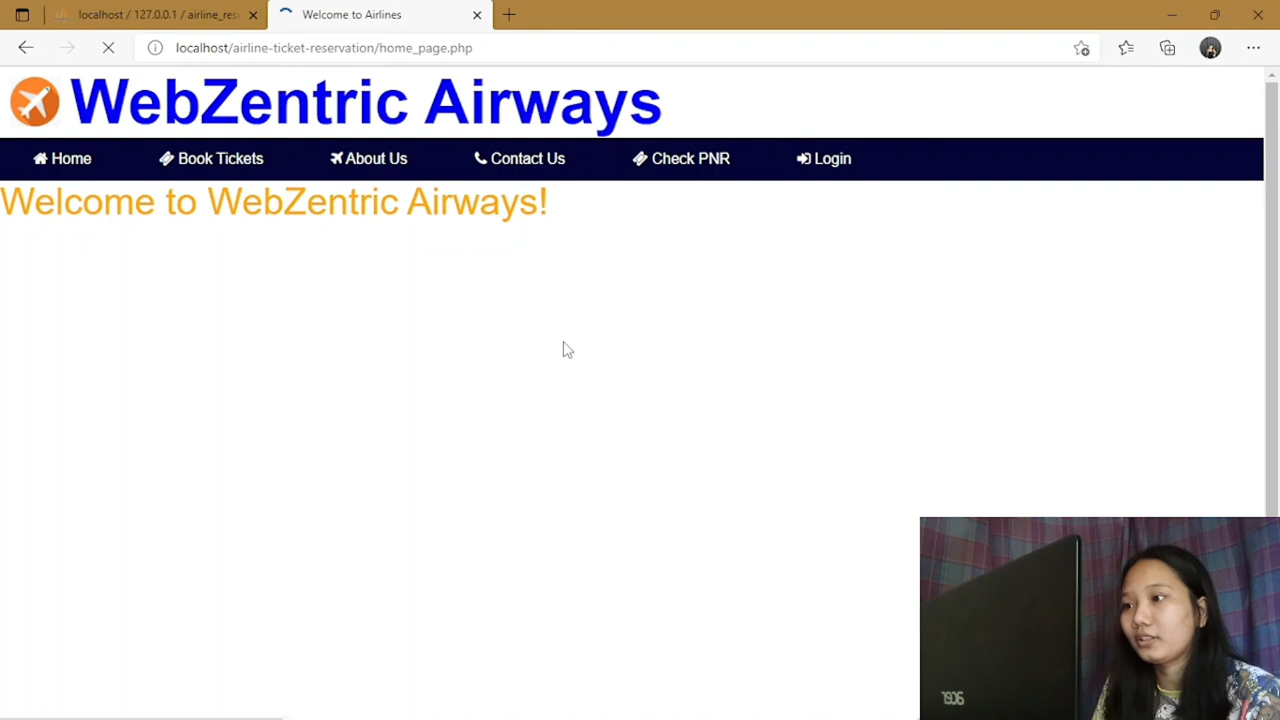 localhost / 127.0.0.1 / airline_res
Welcome to Airlines
localhost/airline-ticket-reservation/home_page.php
WebZentric Airways
Home Book Tickets About Us Contact Us Check PNR Login
Welcome to WebZentric Airways!
acer